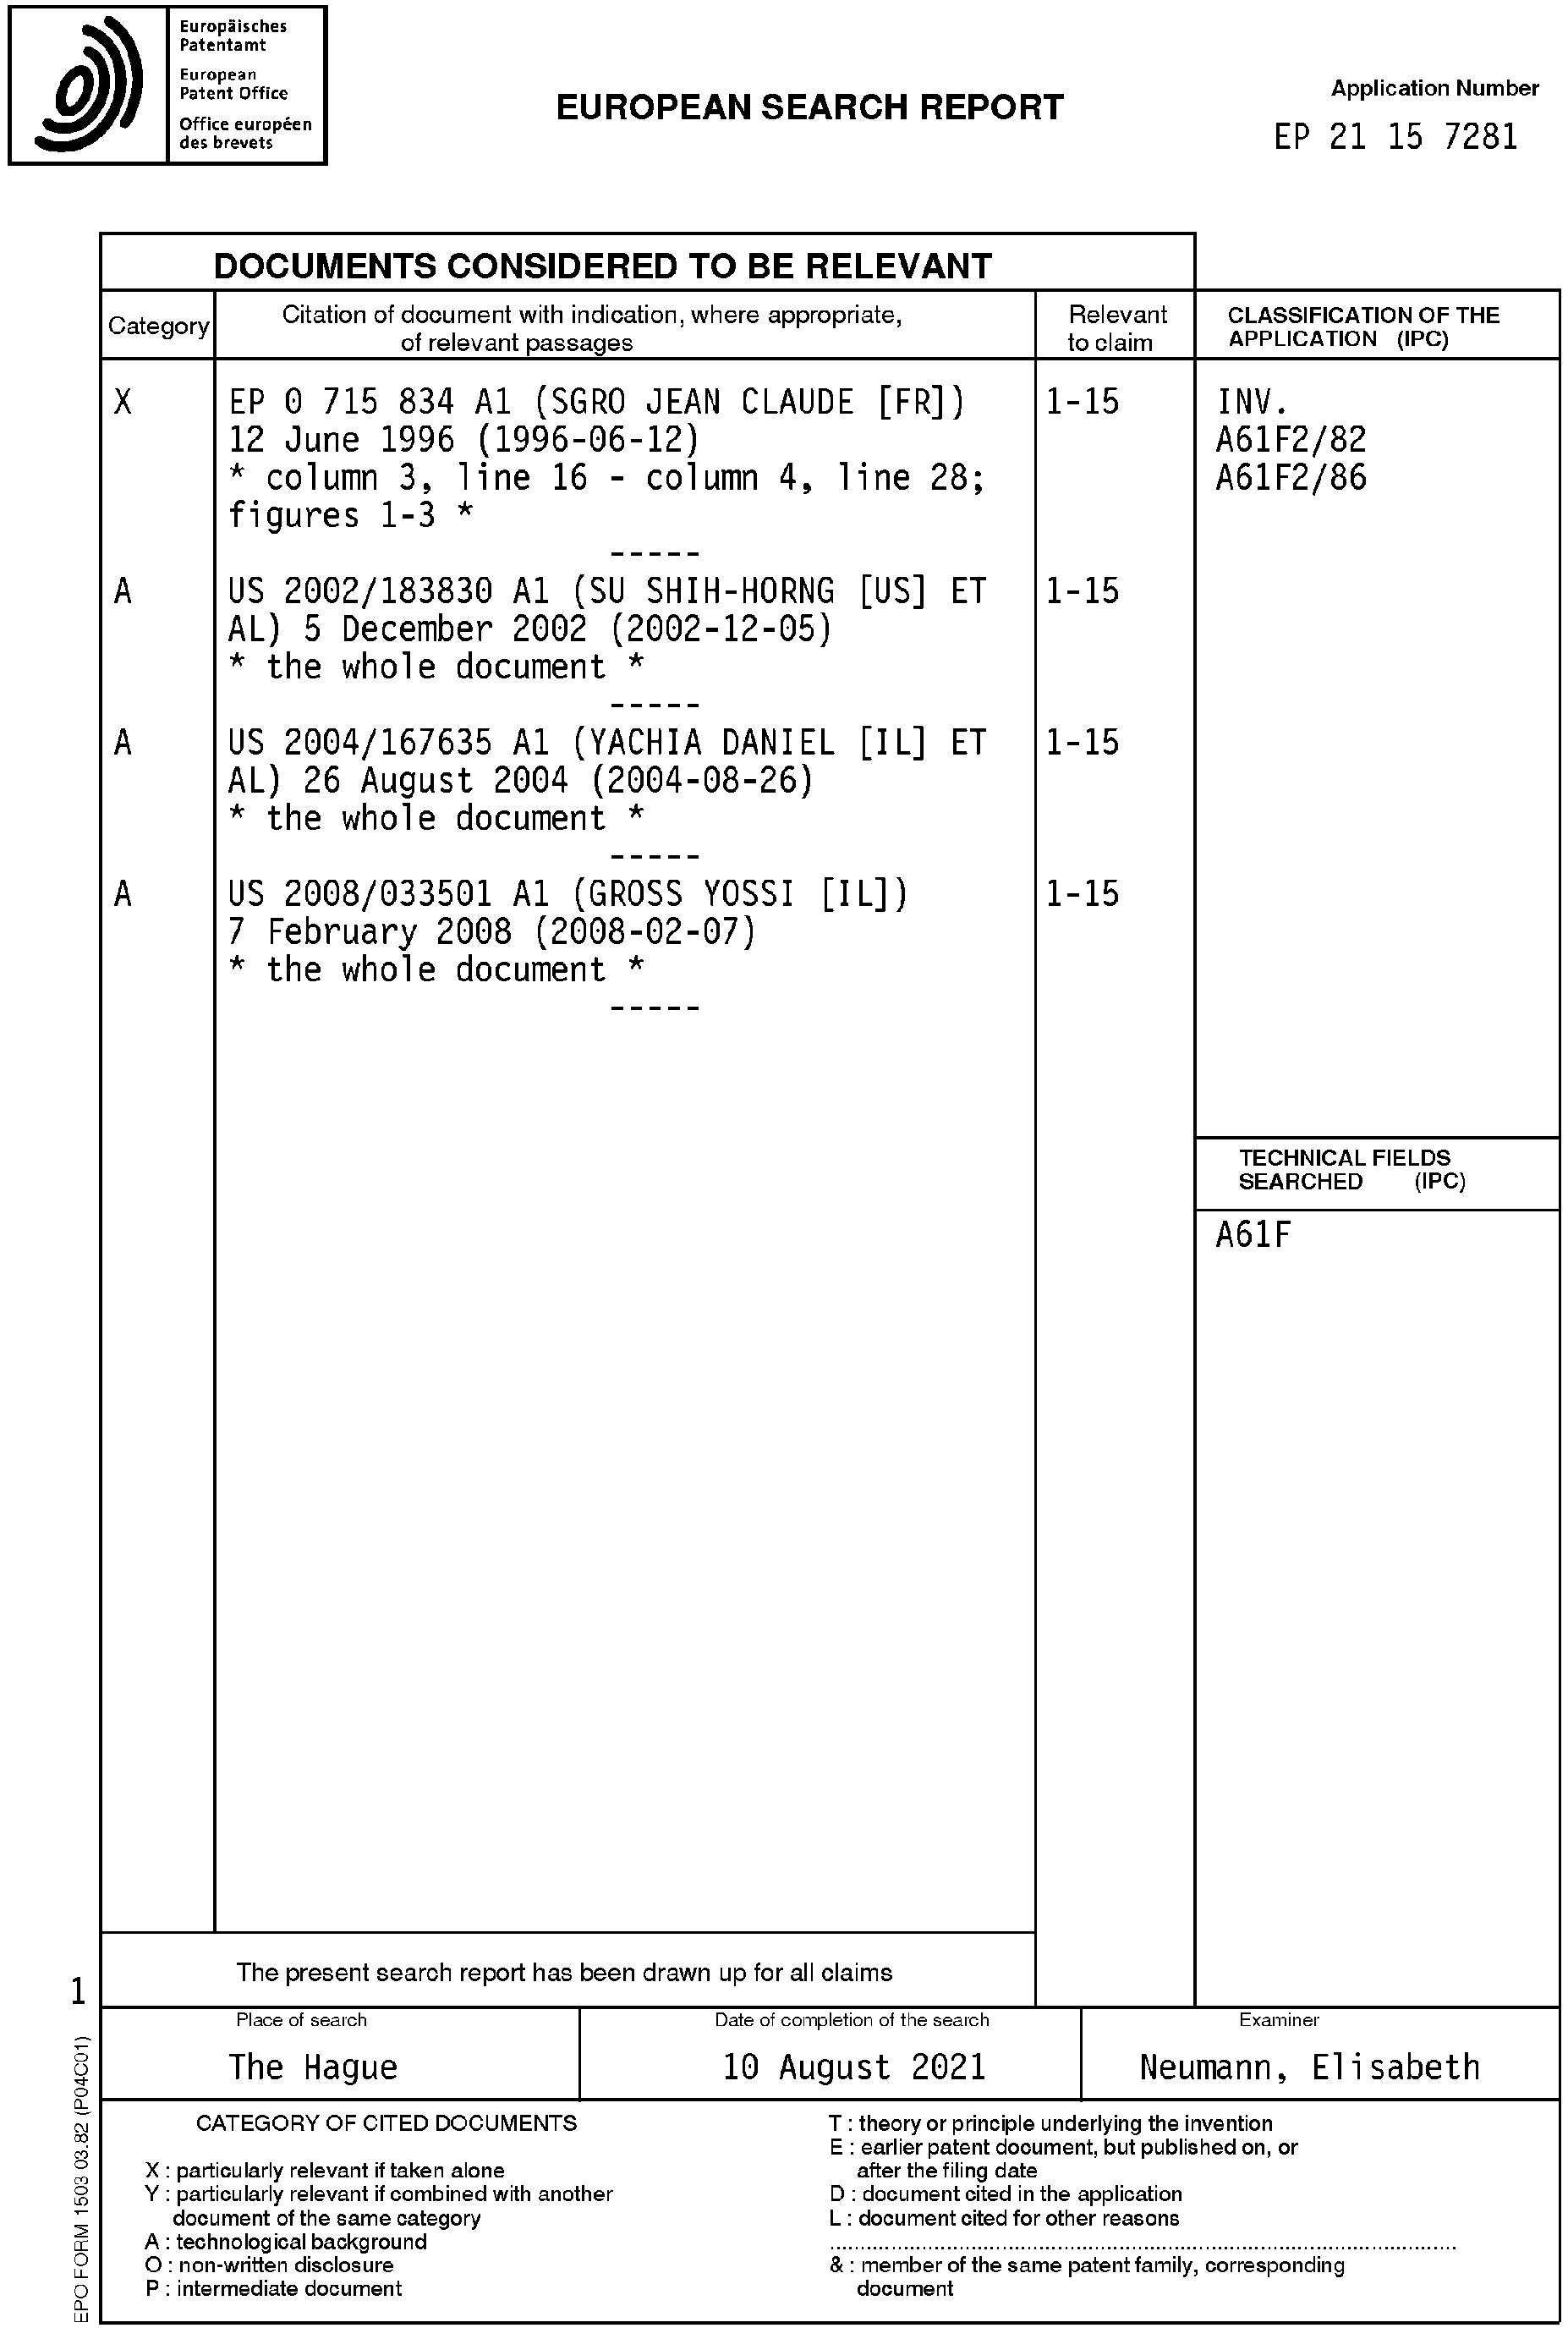 Europäisches
Patentamt
European
Patent Office
Office européen
des brevets
EUROPEAN SEARCH REPORT
Application Number
EP 21 15 7281
DOCUMENTS CONSIDERED TO BE RELEVANT
Category
Citation of document with indication, where appropriate,
of relevant passages
Relevant
to claim
CLASSIFICATION OF THE
APPLICATION (IPC)
X
EP 0 715 834 A1 (SGRO JEAN CLAUDE [FR])
12 June 1996 (1996-06-12)
* column 3, line 16 - column 4, line 28;
figures 1-3 *
1-15
INV.
A61F2/82
A61F2/86
-----
A
US 2002/183830 A1 (SU SHIH-HORNG [US] ET
AL) 5 December 2002 (2002-12-05)
* the whole document *
1-15
-----
A
US 2004/167635 A1 (YACHIA DANIEL [IL] ET
AL) 26 August 2004 (2004-08-26)
* the whole document *
1-15
-----
A
US 2008/033501 A1 (GROSS YOSSI [IL])
7 February 2008 (2008-02-07)
* the whole document *
1-15
-----
TECHNICAL FIELDS
SEARCHED (IPC)
A61F
The present search report has been drawn up for all claims
1
Place of search
The Hague
Date of completion of the search
10 August 2021
Examiner
Neumann, Elisabeth
CATEGORY OF CITED DOCUMENTS
X : particularly relevant if taken alone
Y : particularly relevant if combined with another
document of the same category
A : technological background
O : non-written disclosure
P : intermediate document
T : theory or principle underlying the invention
E : earlier patent document, but published on, or
after the filing date
D : document cited in the application
L : document cited for other reasons
& : member of the same patent family, corresponding
document
EPO FORM 1503 03.82 (P04C01)